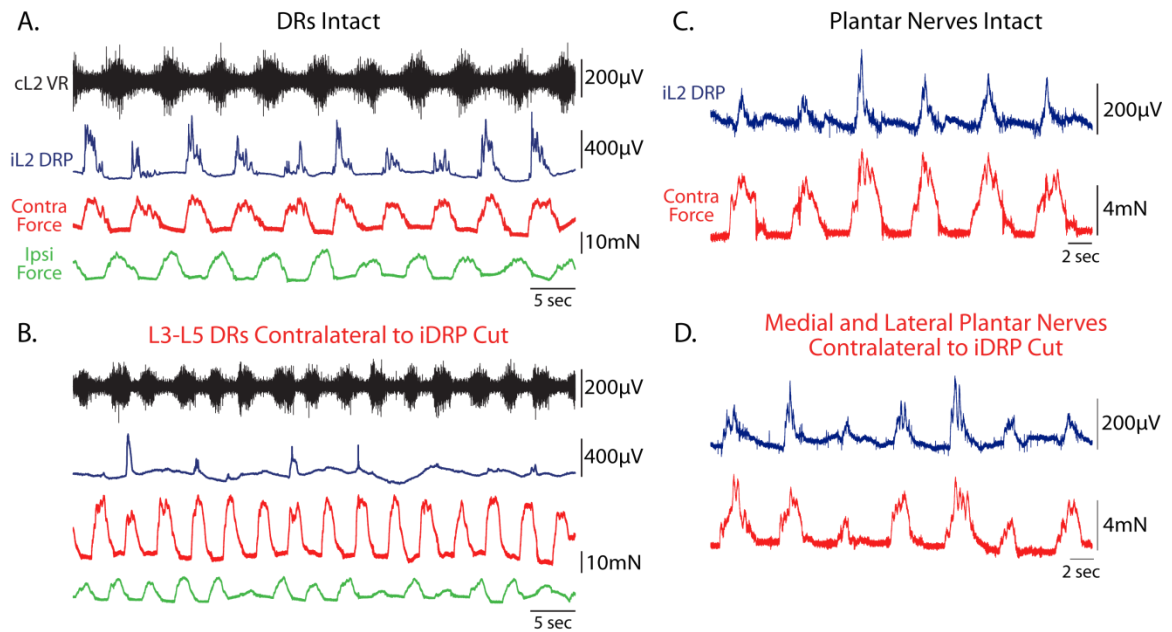 A.
DRs Intact
cL2 VR
200µV
iL2 DRP
400µV
Contra
Force
10mN
Ipsi
Force
5 sec
B.
L3-L5 DRs Contralateral to iDRP Cut
200µV
400µV
10mN
5 sec
C.
Plantar Nerves Intact
iL2 DRP
200µV
Contra
Force
4mN
2 sec
D.
Medial and Lateral Plantar Nerves
Contralateral to iDRP Cut
200µV
4mN
2 sec